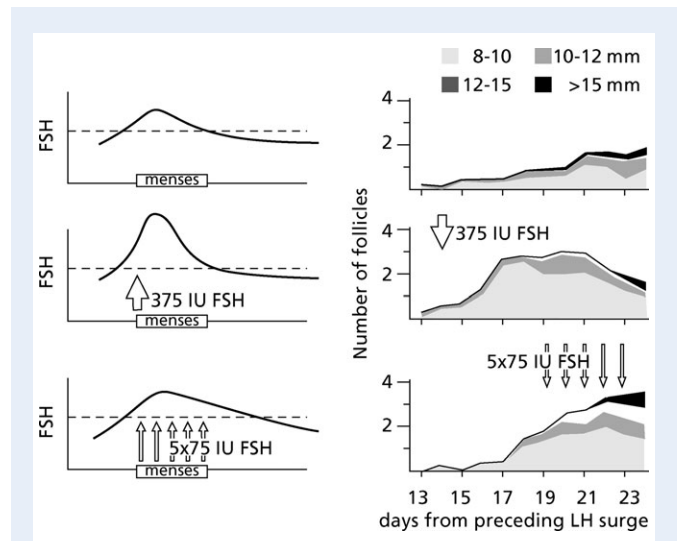 FSH
menses
FSH
375 IU FSH
menses
FSH
5x75 IU FSH
menses
8-10
10-12 mm
12-15
>15 mm
Number of follicles
4
2
375 IU FSH
4
2
5x75 IU FSH
4
2
13 15 17 19 21 23
days from preceding LH surge